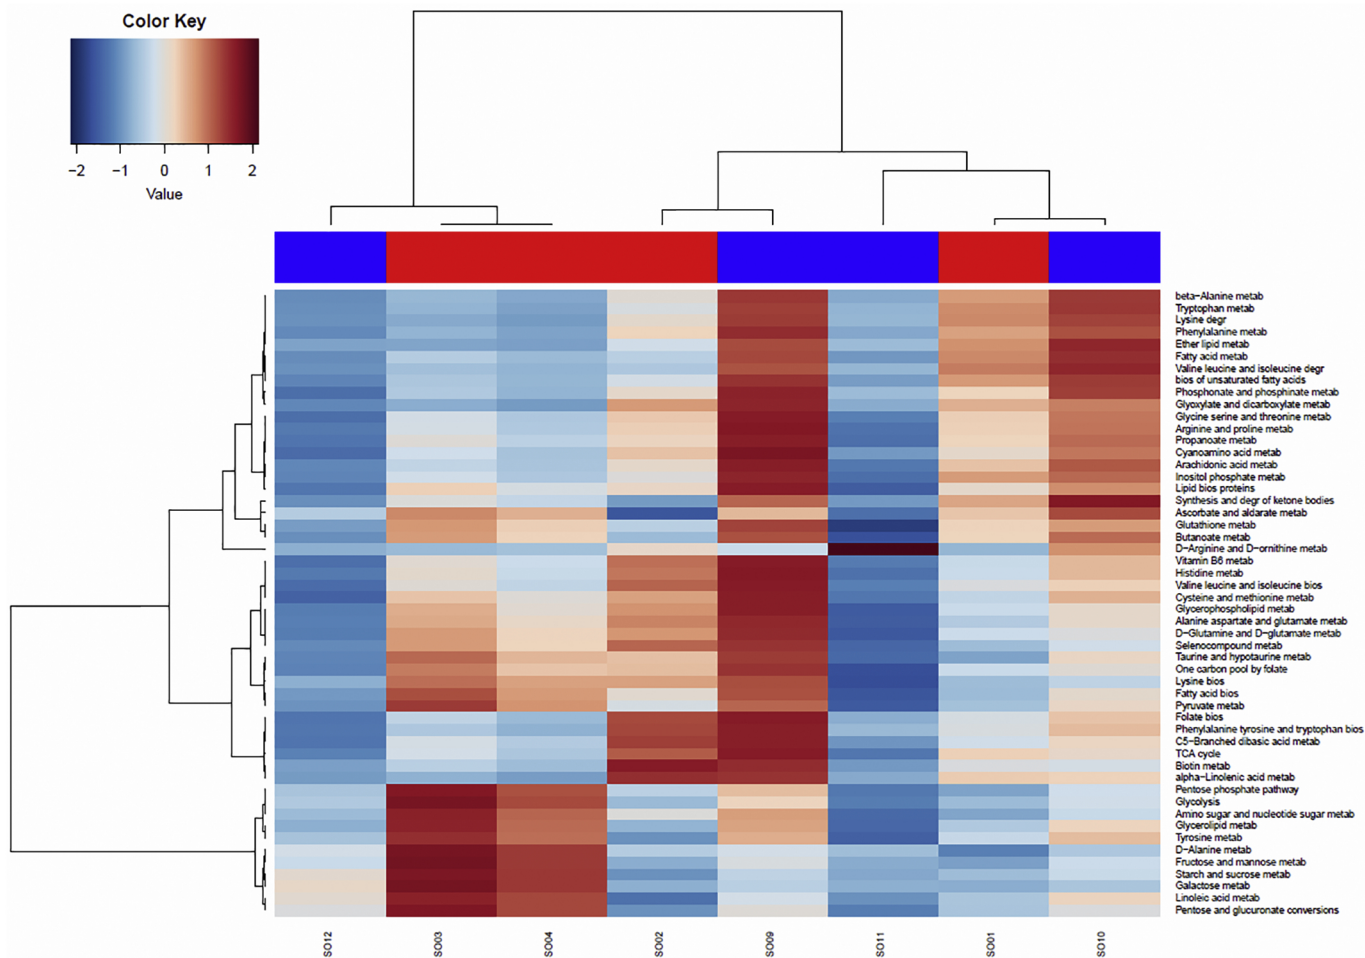 Color Key
−2 −1 0 1 2
Value
beta−Alanine metab
Tryptophan metab
Lysine degr
Phenylalanine metab
Ether lipid metab
Fatty acid metab
Valine leucine and isoleucine degr
bios of unsaturated fatty acids
Phosphonate and phosphinate metab
Glyoxylate and dicarboxylate metab
Glycine serine and threonine metab
Arginine and proline metab
Propanoate metab
Cyanoamino acid metab
Arachidonic acid metab
Inositol phosphate metab
Lipid bios proteins
Synthesis and degr of ketone bodies
Ascorbate and aldarate metab
Glutathione metab
Butanoate metab
D−Arginine and D−ornithine metab
Vitamin B6 metab
Histidine metab
Valine leucine and isoleucine bios
Cysteine and methionine metab
Glycerophospholipid metab
Alanine aspartate and glutamate metab
D−Glutamine and D−glutamate metab
Selenocompound metab
Taurine and hypotaurine metab
One carbon pool by folate
Lysine bios
Fatty acid bios
Pyruvate metab
Folate bios
Phenylalanine tyrosine and tryptophan bios
C5−Branched dibasic acid metab
TCA cycle
Biotin metab
alpha−Linolenic acid metab
Pentose phosphate pathway
Glycolysis
Amino sugar and nucleotide sugar metab
Glycerolipid metab
Tyrosine metab
D−Alanine metab
Fructose and mannose metab
Starch and sucrose metab
Galactose metab
Linoleic acid metab
Pentose and glucuronate conversions
SO12 SO03 SO04 SO02 SO09 SO11 SO01 SO10